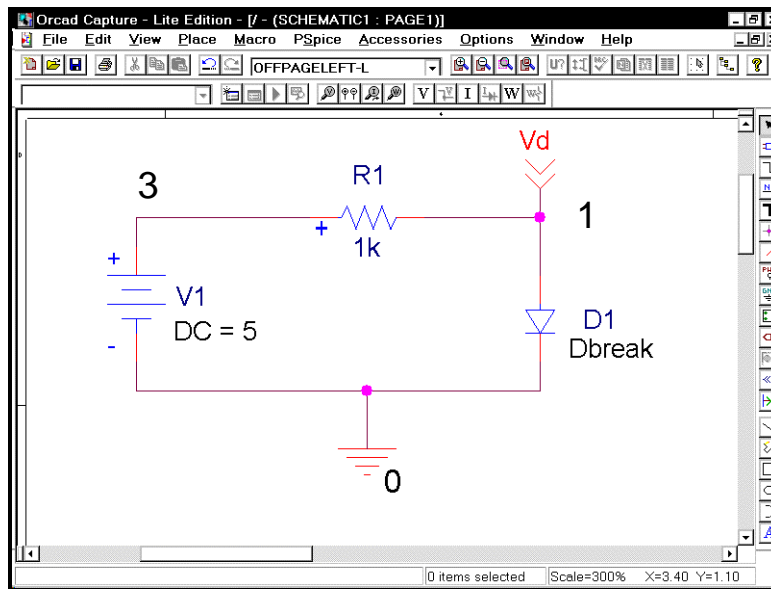 Orcad Capture - Lite Edition - [/ - (SCHEMATIC1 : PAGE1)]
File Edit View Place Macro PSpice Accessories Options Window Help
OFFPAGELEFT-L
U?
V I W
Vd
3
R1
1
+
1k
+
V1
D1
DC = 5
Dbreak
-
0
0 items selected Scale=300% X=3.40 Y=1.10